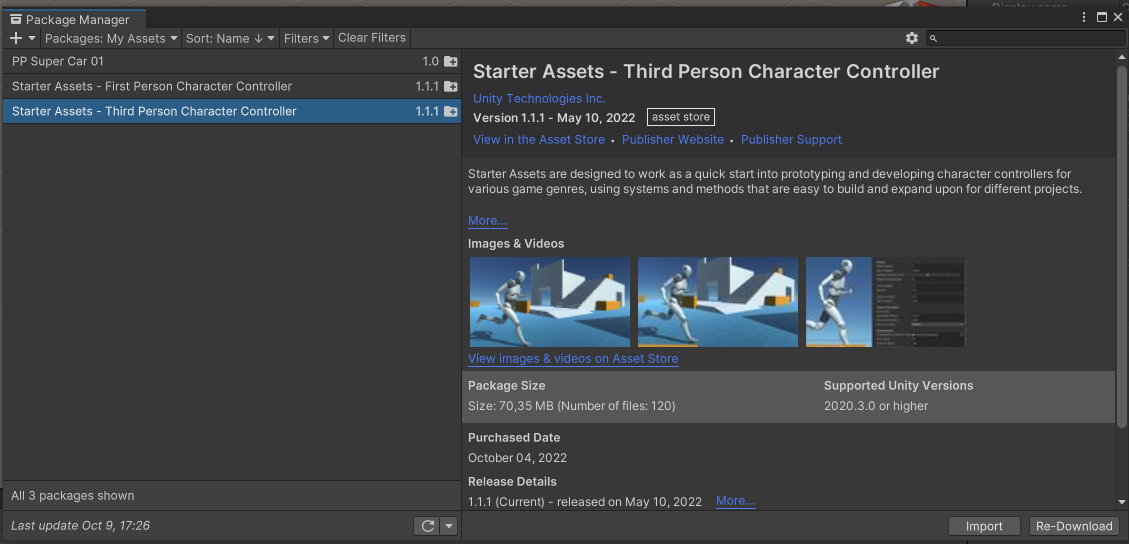 Display name
Package Manager
Packages: My Assets
Sort: Name ↓
Filters
Clear Filters
PP Super Car 01
1.0
Starter Assets - First Person Character Controller
1.1.1
Starter Assets - Third Person Character Controller
1.1.1
All 3 packages shown
Last update Oct 9, 17:26
Starter Assets - Third Person Character Controller
Unity Technologies Inc.
Version 1.1.1 - May 10, 2022
asset store
View in the Asset Store • Publisher Website • Publisher Support
Starter Assets are designed to work as a quick start into prototyping and developing character controllers for
various game genres, using systems and methods that are easy to build and expand upon for different projects.
More...
Images & Videos
View images & videos on Asset Store
Package Size
Size: 70,35 MB (Number of files: 120)
Supported Unity Versions
2020.3.0 or higher
Purchased Date
October 04, 2022
Release Details
1.1.1 (Current) - released on May 10, 2022
More...
Import
Re-Download